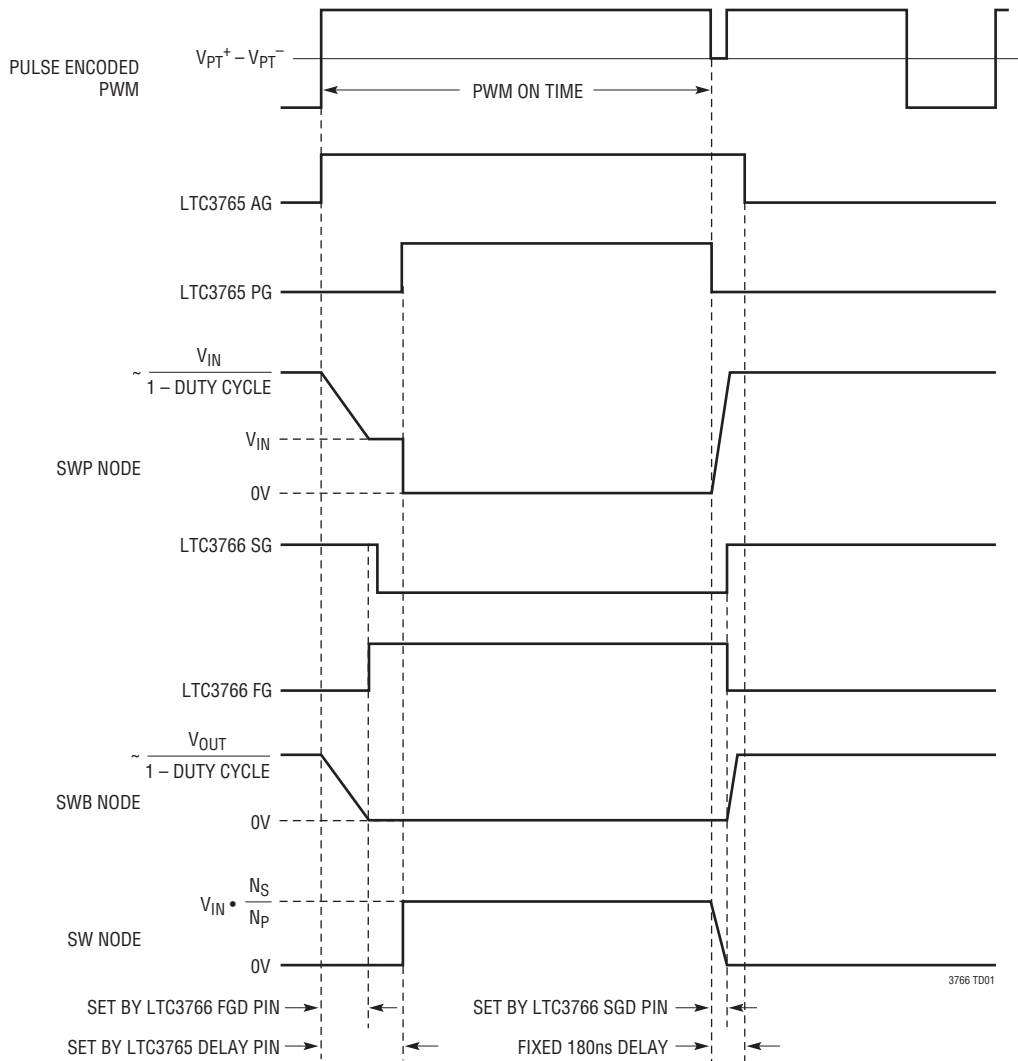 PULSE ENCODED
PWM
VPT+ – VPT–
PWM ON TIME
LTC3765 AG
LTC3765 PG
~ VIN
1 – DUTY CYCLE
VIN
SWP NODE
0V
LTC3766 SG
LTC3766 FG
~ VOUT
1 – DUTY CYCLE
SWB NODE
0V
VIN • NS
NP
SW NODE
0V
3766 TD01
SET BY LTC3766 FGD PIN
SET BY LTC3766 SGD PIN
SET BY LTC3765 DELAY PIN
FIXED 180ns DELAY